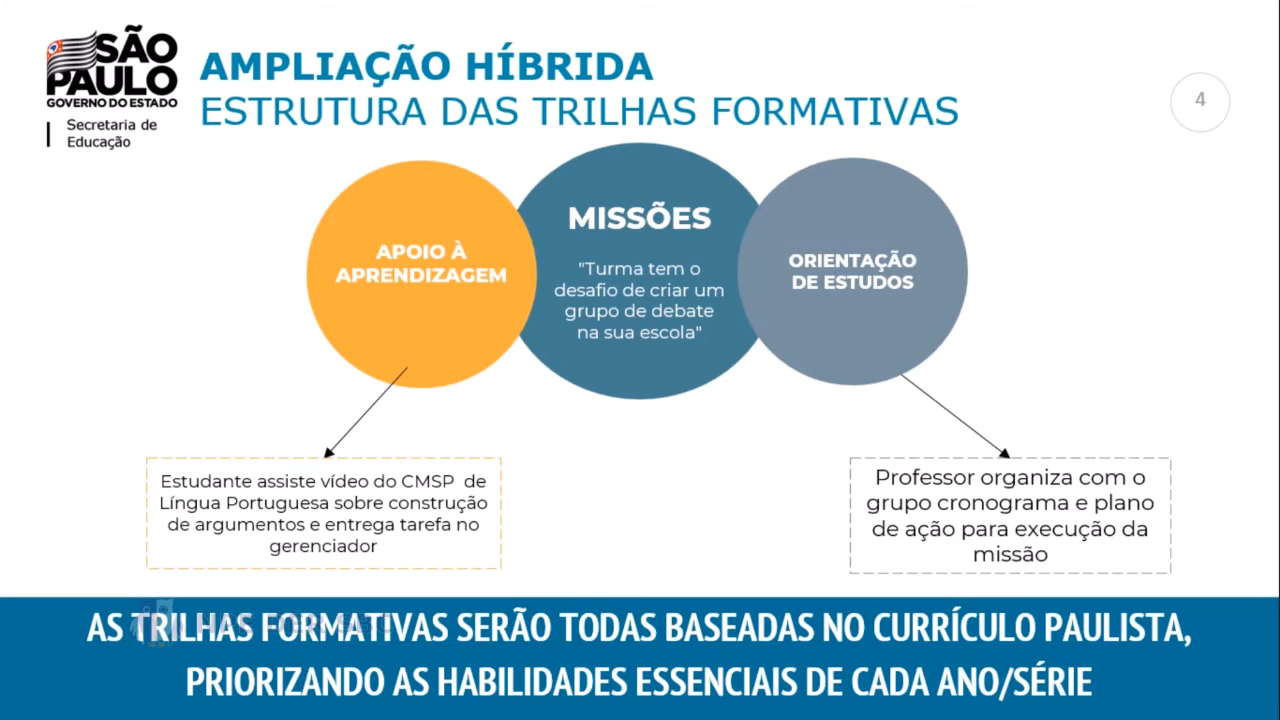 SÃO
PAULO
GOVERNO DO ESTADO
Secretaria de
Educação
AMPLIAÇÃO HÍBRIDA
ESTRUTURA DAS TRILHAS FORMATIVAS
4
APOIO À
APRENDIZAGEM
MISSÕES
"Turma tem o
desafio de criar um
grupo de debate
na sua escola"
ORIENTAÇÃO
DE ESTUDOS
Estudante assiste vídeo do CMSP de
Língua Portuguesa sobre construção
de argumentos e entrega tarefa no
gerenciador
Professor organiza com o
grupo cronograma e plano
de ação para execução da
missão
AS TRILHAS FORMATIVAS SERÃO TODAS BASEADAS NO CURRÍCULO PAULISTA,
PRIORIZANDO AS HABILIDADES ESSENCIAIS DE CADA ANO/SÉRIE